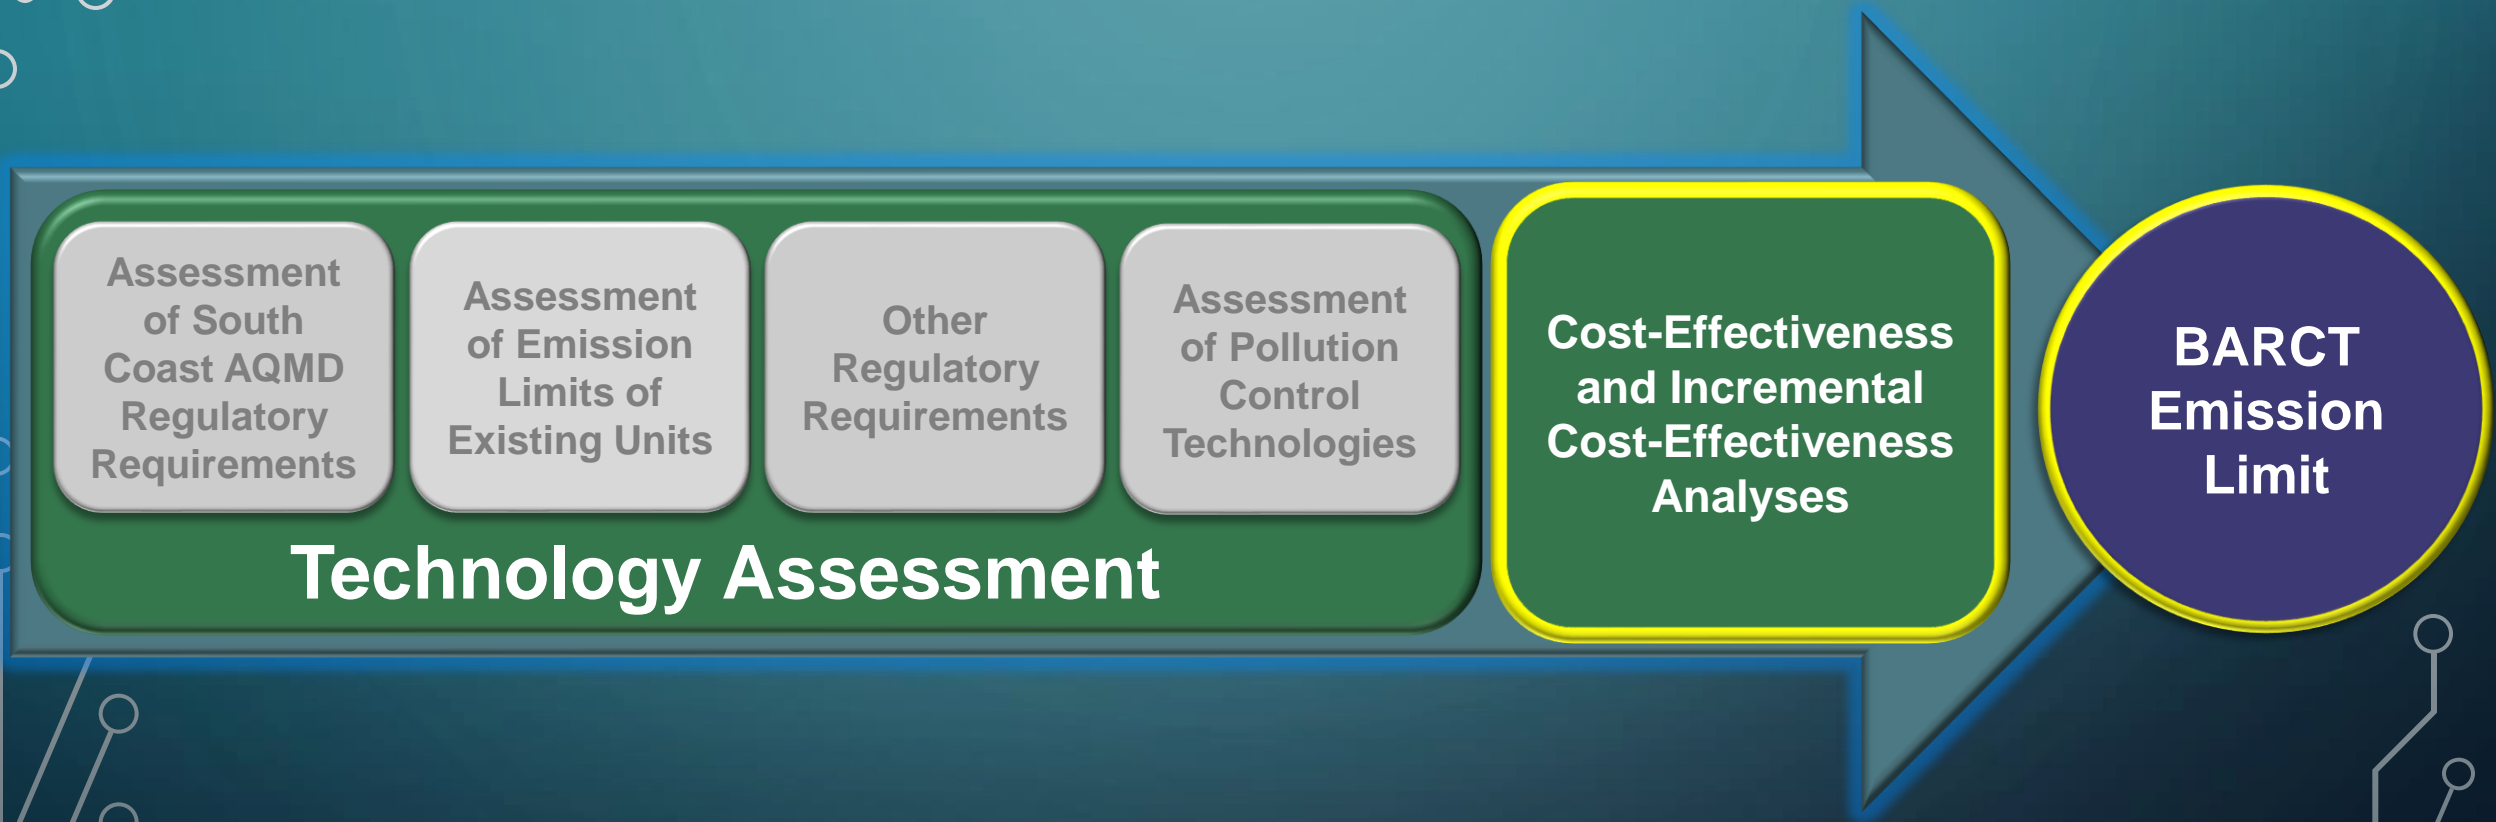 Assessment
of South
Coast AQMD
Regulatory
Requirements
Assessment
of Emission
Limits of
Existing Units
Other
Regulatory
Requirements
Assessment
of Pollution
Control
Technologies
Technology Assessment
Cost-Effectiveness
and Incremental
Cost-Effectiveness
Analyses
BARCT
Emission
Limit